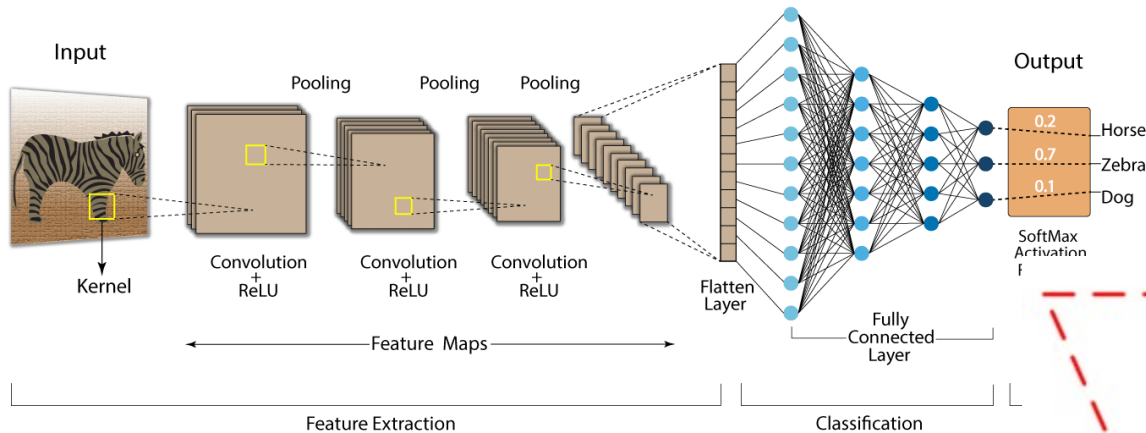 Input
Kernel
Pooling
Pooling
Pooling
Convolution
+
ReLU
Convolution
+
ReLU
Convolution
+
ReLU
Feature Maps
Flatten
Layer
Fully
Connected
Layer
Output
0.2
0.7
0.1
Horse
Zebra
Dog
SoftMax
Activation
Feature Extraction
Classification